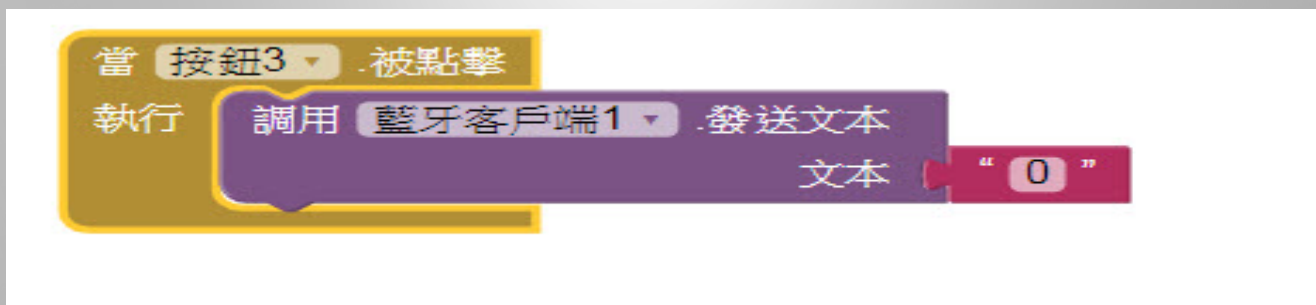 當 按鈕3 .被點擊
執行 調用 藍牙客戶端1 .發送文本
文本 “ 0 ”